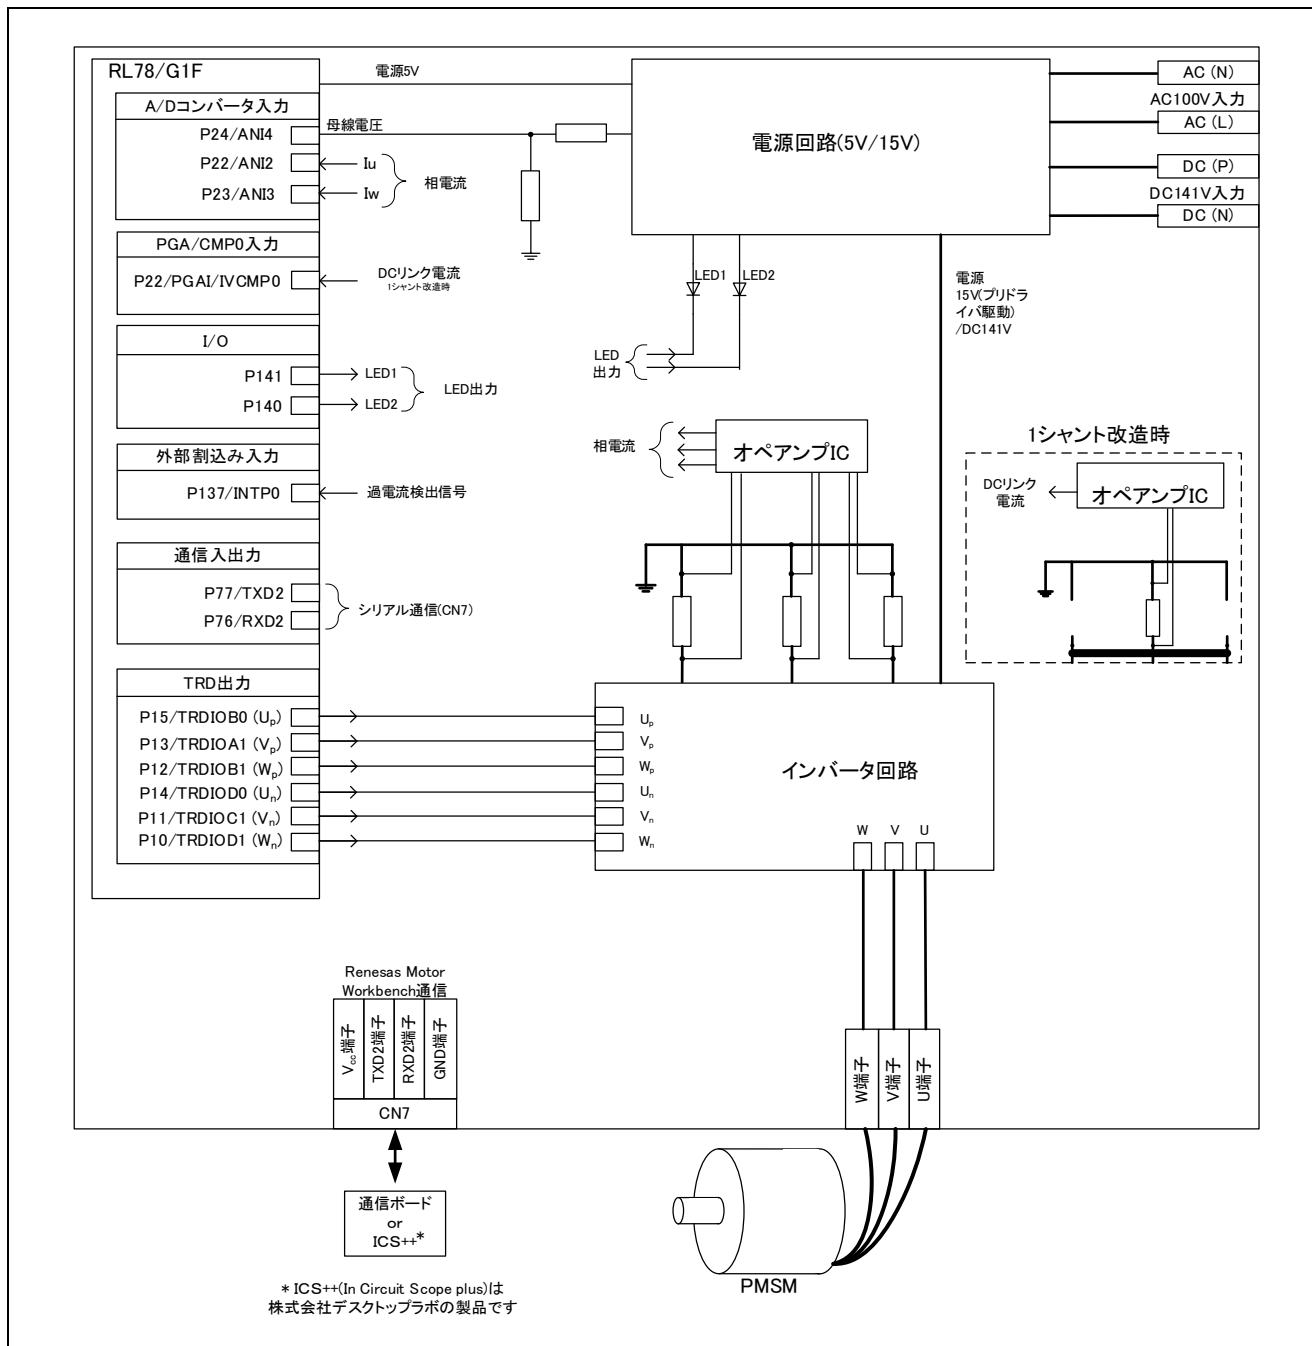 RL78/G1F
A/Dコンバータ入力
P24/ANI4
P22/ANI2
P23/ANI3
PGA/CMP0入力
P22/PGAI/IVCMP0
I/O
P141
P140
外部割込み入力
P137/INTP0
通信入出力
P77/TXD2
P76/RXD2
TRD出力
P15/TRDIOB0 (Up)
P13/TRDIOA1 (Vp)
P12/TRDIOB1 (Wp)
P14/TRDIOD0 (Un)
P11/TRDIOC1 (Vn)
P10/TRDIOD1 (Wn)
電源5V
母線電圧
Iu
Iw
相電流
DCリンク電流
1シャント改造時
LED1
LED2
LED出力
過電流検出信号
シリアル通信(CN7)
電源回路(5V/15V)
AC (N)
AC100V入力
AC (L)
DC (P)
DC141V入力
DC (N)
LED1
LED2
LED
出力
電源
15V(プリドラ
イバ駆動)
/DC141V
相電流
オペアンプIC
1シャント改造時
DCリンク
電流
オペアンプIC
Up
Vp
Wp
Un
Vn
Wn
インバータ回路
W
V
U
W端子
V端子
U端子
Renesas Motor
Workbench通信
Vcc端子
TXD2端子
RXD2端子
GND端子
CN7
通信ボード
or
ICS++*
PMSM
* ICS++(In Circuit Scope plus)は
株式会社デスクトップラボの製品です